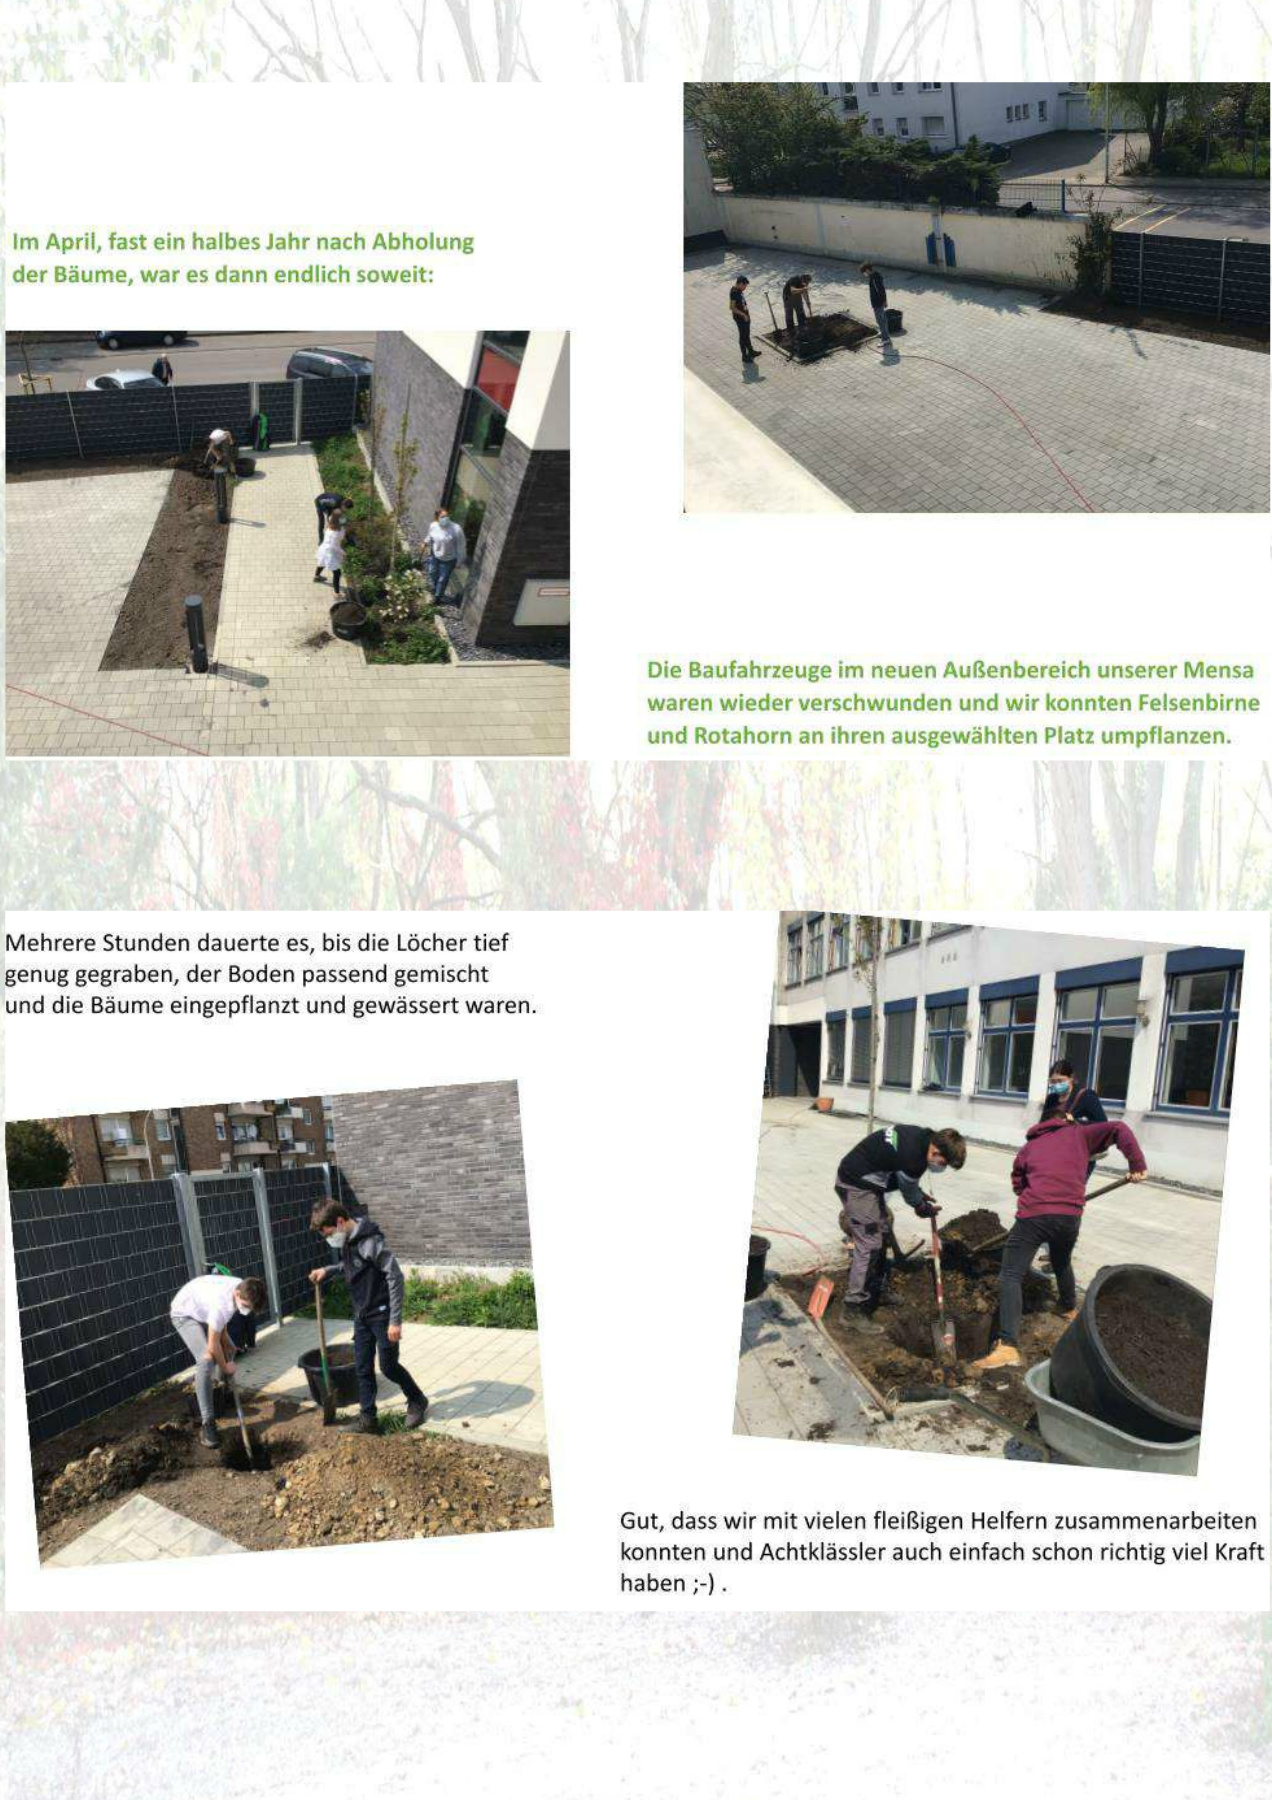 Im April, fast ein halbes Jahr nach Abholung
der Bäume, war es dann endlich soweit:
Die Baufahrzeuge im neuen Außenbereich unserer Mensa
waren wieder verschwunden und wir konnten Felsenbirne
und Rotahorn an ihren ausgewählten Platz umpflanzen.
Mehrere Stunden dauerte es, bis die Löcher tief
genug gegraben, der Boden passend gemischt
und die Bäume eingepflanzt und gewässert waren.
Gut, dass wir mit vielen fleißigen Helfern zusammenarbeiten
konnten und Achtklässler auch einfach schon richtig viel Kraft
haben ;-) .